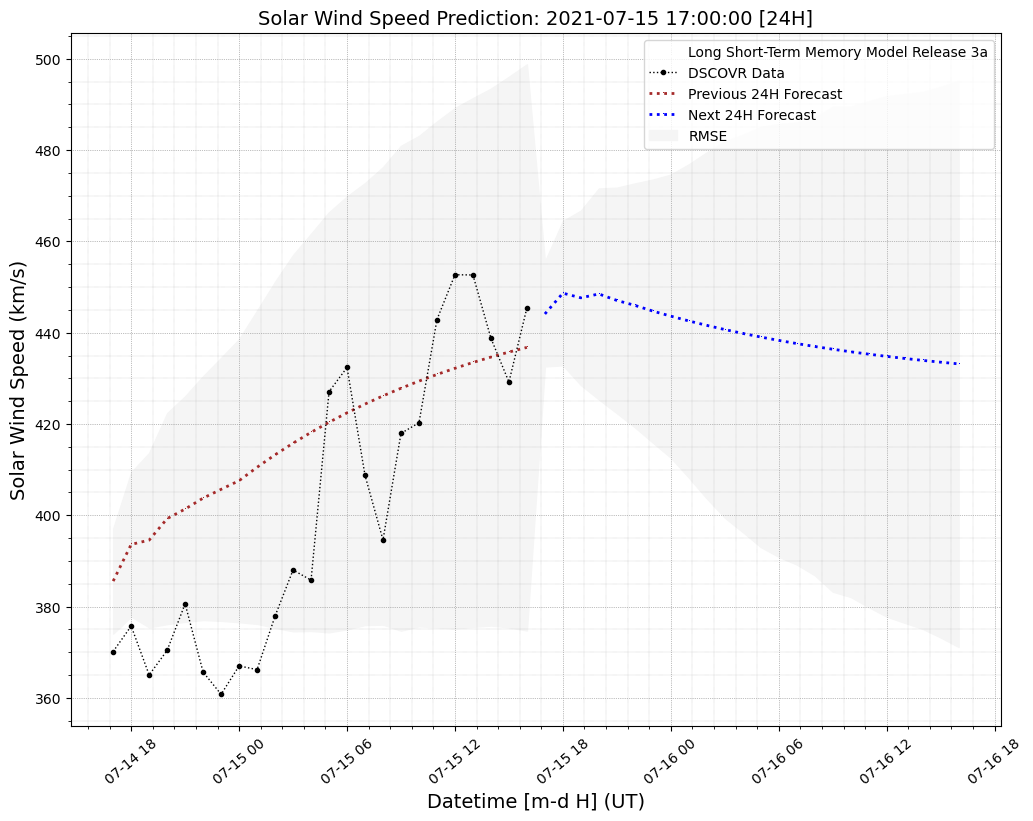 Solar Wind Speed Prediction: 2021-07-15 17:00:00 [24H]
Long Short-Term Memory Model Release 3a
DSCOVR Data
Previous 24H Forecast
Next 24H Forecast
RMSE
Solar Wind Speed (km/s)
500
480
460
440
420
400
380
360
07-14 18
07-15 00
07-15 06
07-15 12
07-15 18
07-16 00
07-16 06
07-16 12
07-16 18
Datetime [m-d H] (UT)